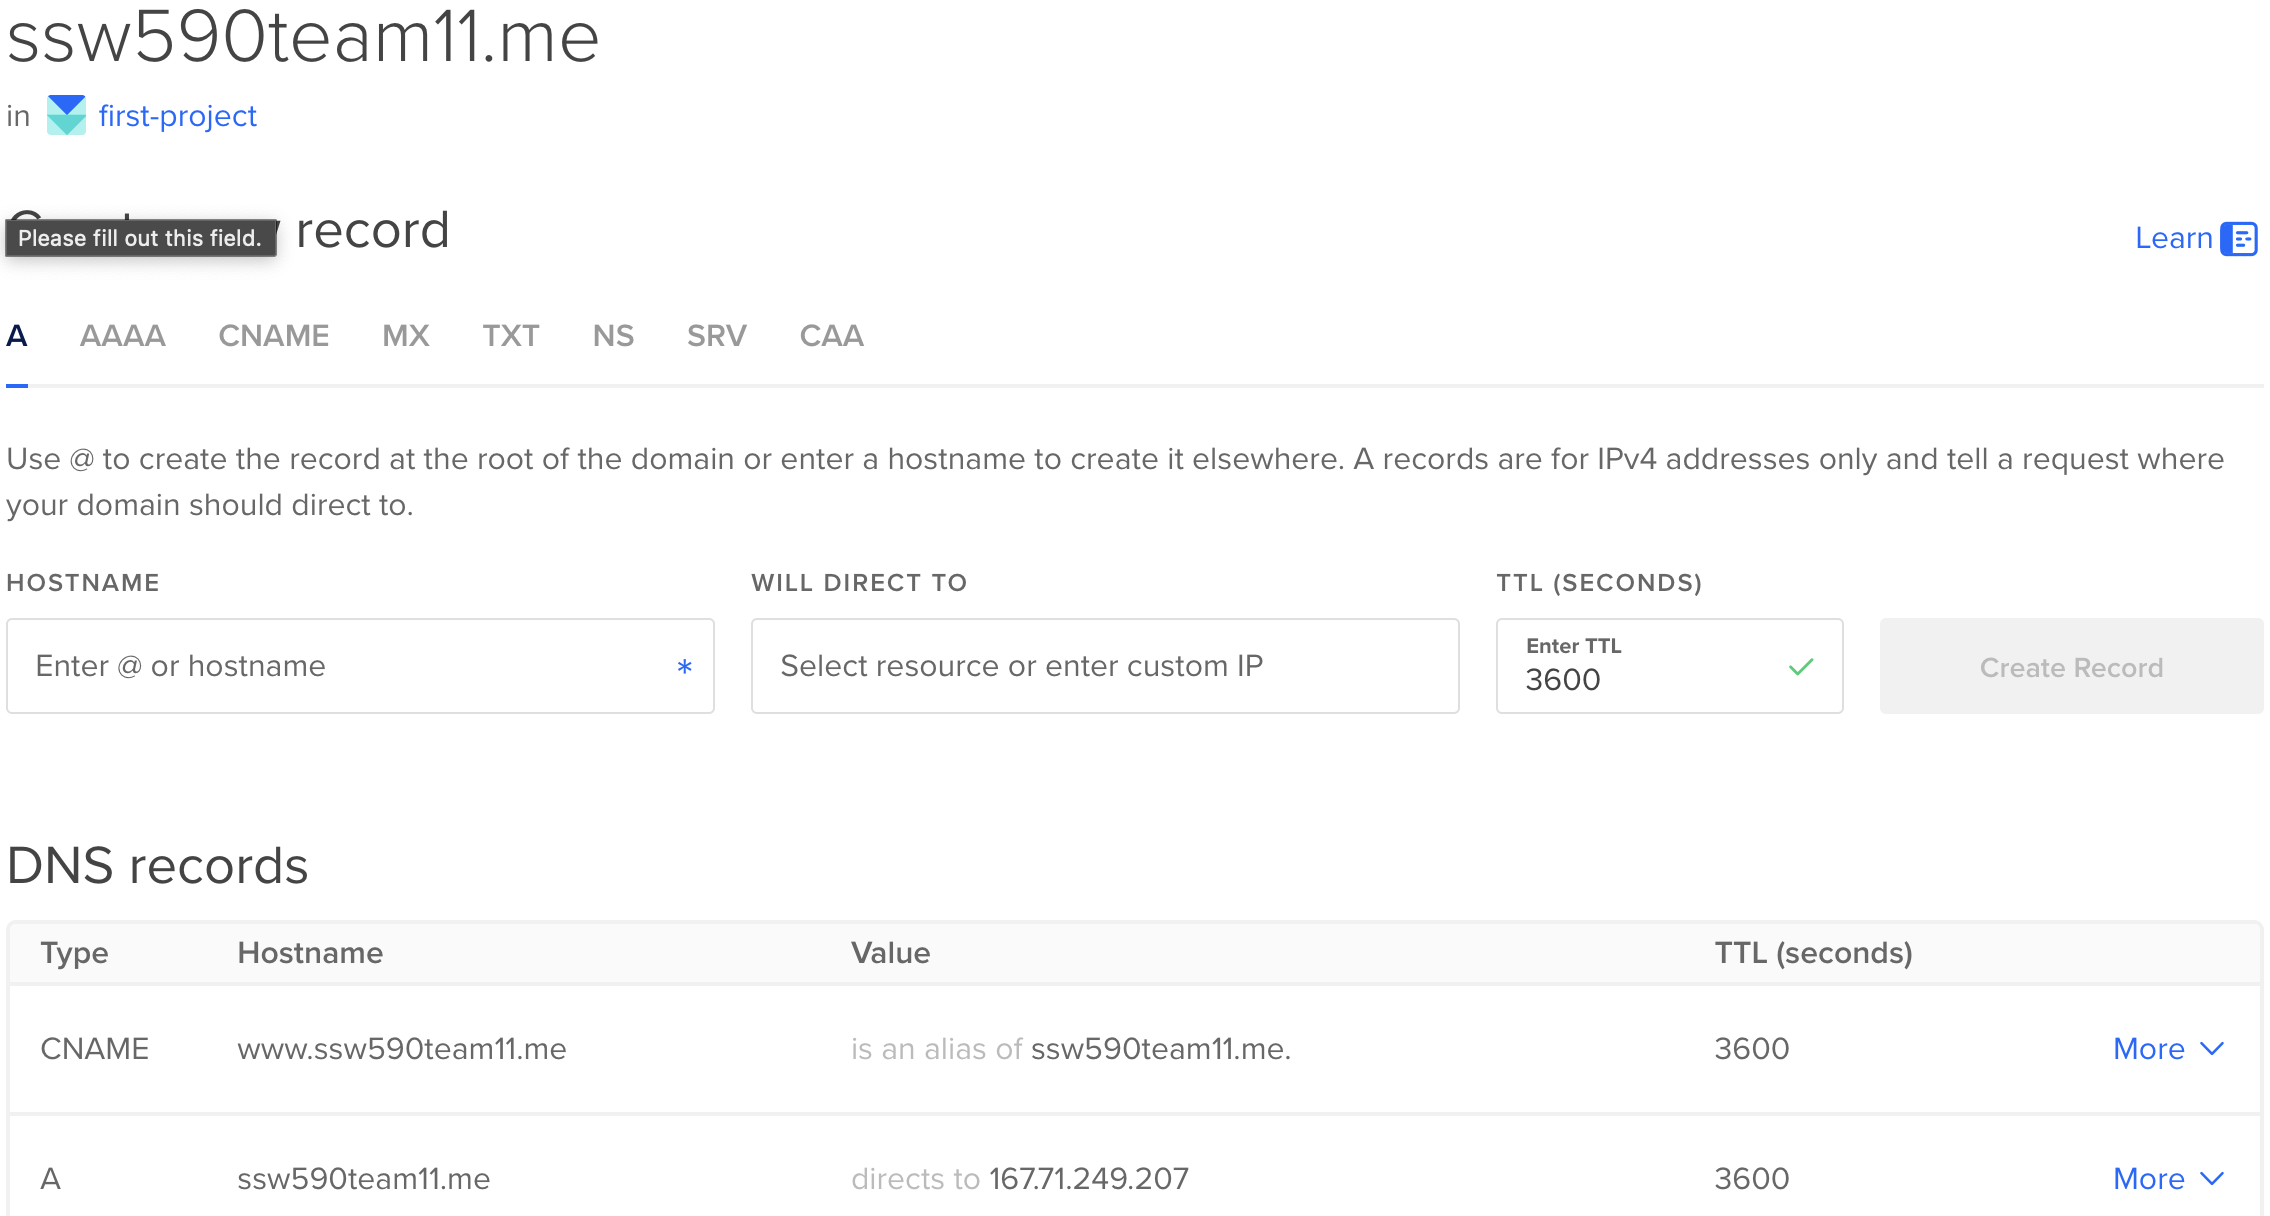 ssw590team11.me
in first-project
Please fill out this field.
record
Learn
A AAAA CNAME MX TXT NS SRV CAA
Use @ to create the record at the root of the domain or enter a hostname to create it elsewhere. A records are for IPv4 addresses only and tell a request where
your domain should direct to.
HOSTNAME WILL DIRECT TO TTL (SECONDS)
Enter @ or hostname * Select resource or enter custom IP Enter TTL
3600
Create Record
DNS records
Type Hostname Value TTL (seconds)
CNAME www.ssw590team11.me is an alias of ssw590team11.me. 3600 More
A ssw590team11.me directs to 167.71.249.207 3600 More